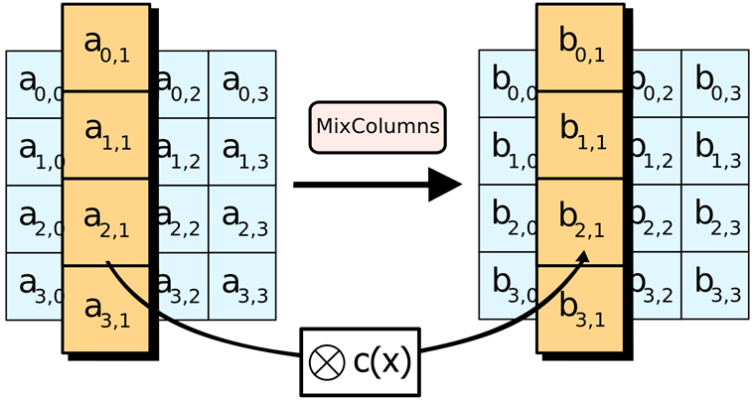 a0,0 a0,1 a0,2 a0,3
a1,0 a1,1 a1,2 a1,3
a2,0 a2,1 a2,2 a2,3
a3,0 a3,1 a3,2 a3,3
MixColumns
b0,0 b0,1 b0,2 b0,3
b1,0 b1,1 b1,2 b1,3
b2,0 b2,1 b2,2 b2,3
b3,0 b3,1 b3,2 b3,3
⊗ c(x)